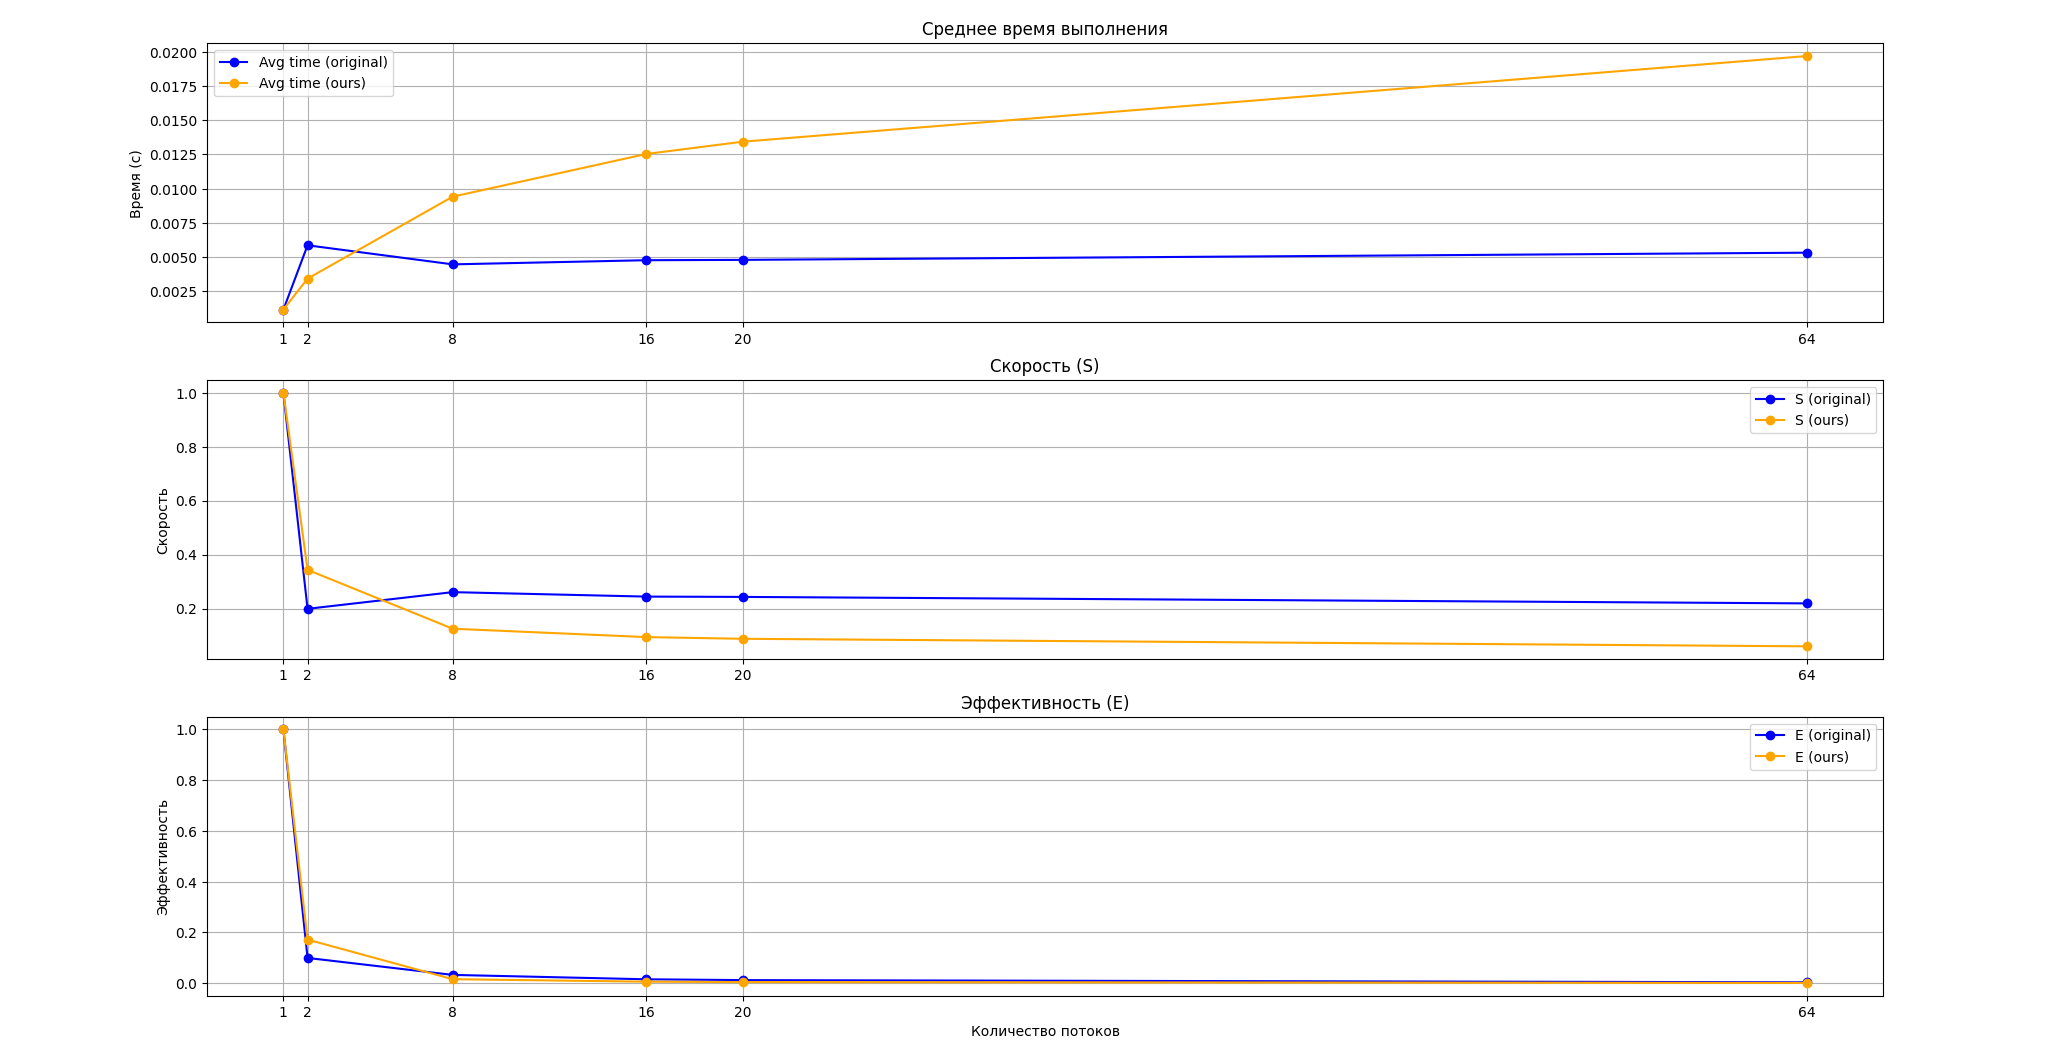 Среднее время выполнения
Avg time (original)
Avg time (ours)
Время (с)
0.0200
0.0175
0.0150
0.0125
0.0100
0.0075
0.0050
0.0025
1 2 8 16 20 64
Скорость (S)
S (original)
S (ours)
Скорость
1.0
0.8
0.6
0.4
0.2
1 2 8 16 20 64
Эффективность (E)
E (original)
E (ours)
Эффективность
1.0
0.8
0.6
0.4
0.2
0.0
1 2 8 16 20 64
Количество потоков